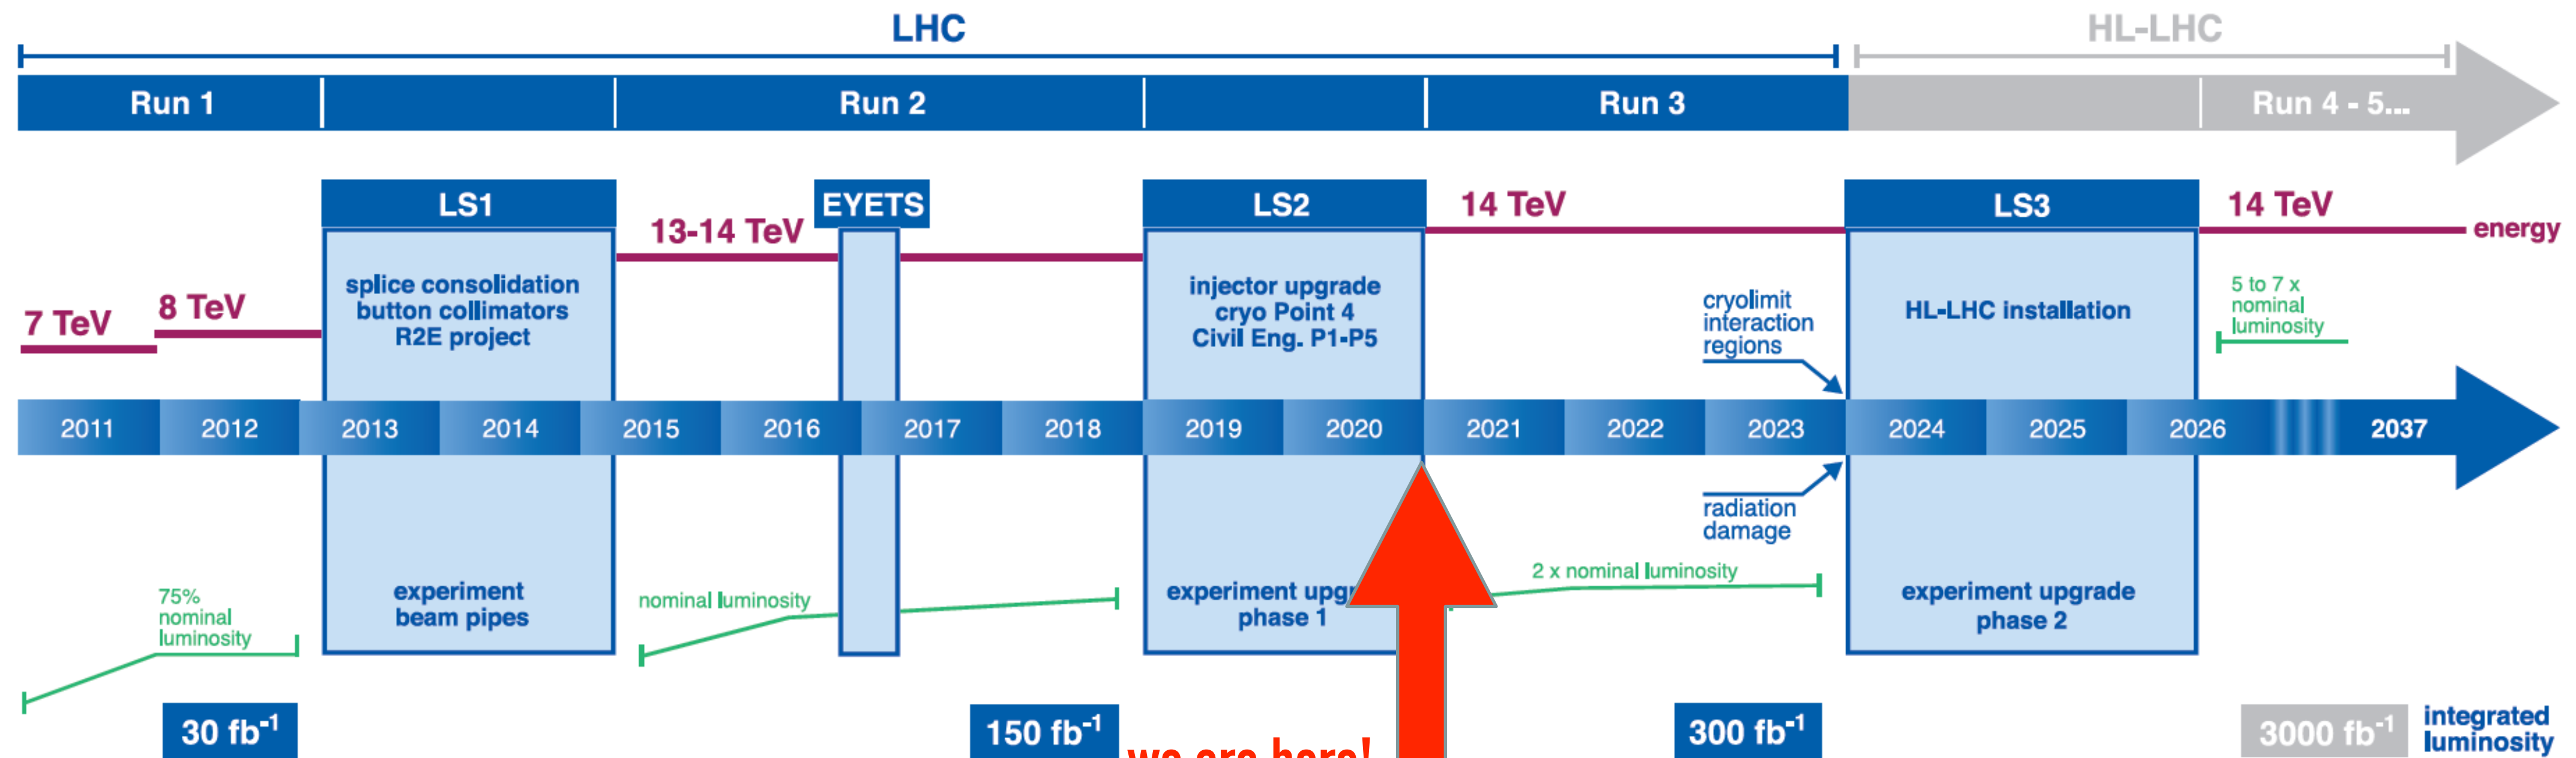 LHC
HL-LHC
Run 1
Run 2
Run 3
Run 4 - 5...
LS1
EYETS
LS2
14 TeV
LS3
14 TeV
energy
13-14 TeV
splice consolidation
button collimators
R2E project
injector upgrade
cryo Point 4
Civil Eng. P1-P5
cryolimit
interaction
regions
HL-LHC installation
5 to 7 x
nominal
luminosity
7 TeV
8 TeV
2011
2012
2013
2014
2015
2016
2017
2018
2019
2020
2021
2022
2023
2024
2025
2026
2037
radiation
damage
75%
nominal
luminosity
experiment
beam pipes
nominal luminosity
experiment upg
phase 1
2 x nominal luminosity
experiment upgrade
phase 2
30 fb⁻¹
150 fb⁻¹
we are here!
300 fb⁻¹
3000 fb⁻¹
integrated
luminosity